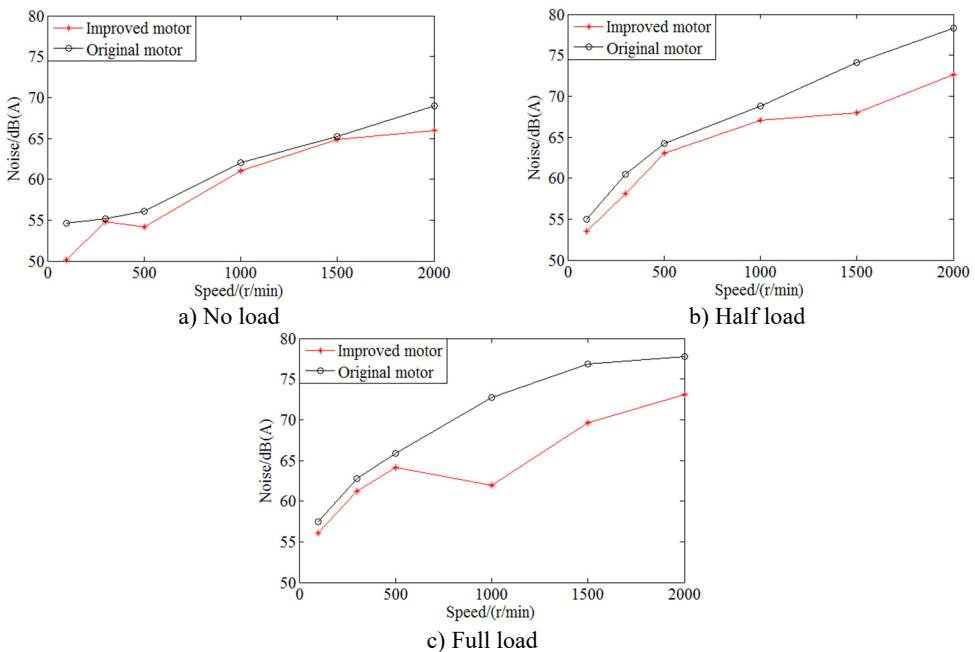 80
75
70
65
60
55
50
Noise/dB(A)
Improved motor
Original motor
0 500 1000 1500 2000
Speed/(r/min)
a) No load
80
75
70
65
60
55
50
Noise/dB(A)
Improved motor
Original motor
0 500 1000 1500 2000
Speed/(r/min)
b) Half load
80
75
70
65
60
55
50
Noise/dB(A)
Improved motor
Original motor
0 500 1000 1500 2000
Speed/(r/min)
c) Full load